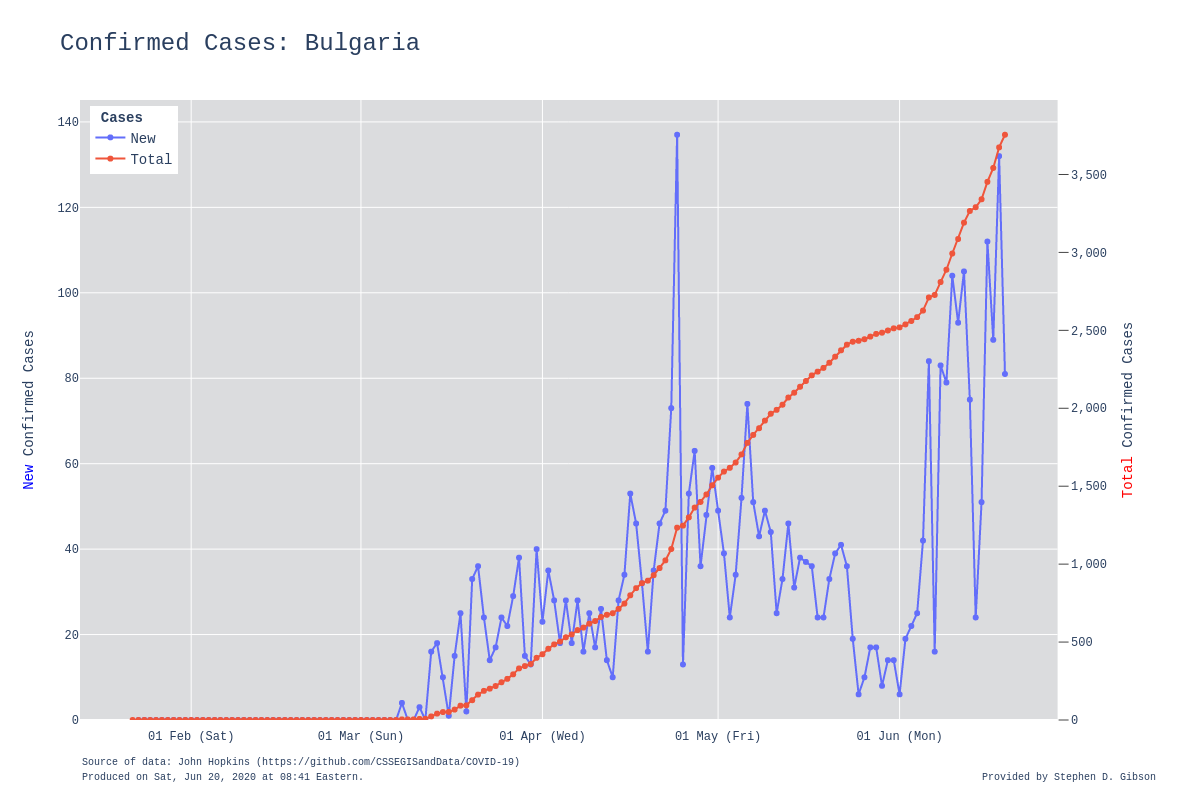 Confirmed Cases: Bulgaria
Cases
New
Total
140
120
100
80
60
40
20
0
3,500
3,000
2,500
2,000
1,500
1,000
500
0
New Confirmed Cases
Total Confirmed Cases
01 Feb (Sat)
01 Mar (Sun)
01 Apr (Wed)
01 May (Fri)
01 Jun (Mon)
Source of data: John Hopkins (https://github.com/CSSEGISandData/COVID-19)
Produced on Sat, Jun 20, 2020 at 08:41 Eastern.
Provided by Stephen D. Gibson